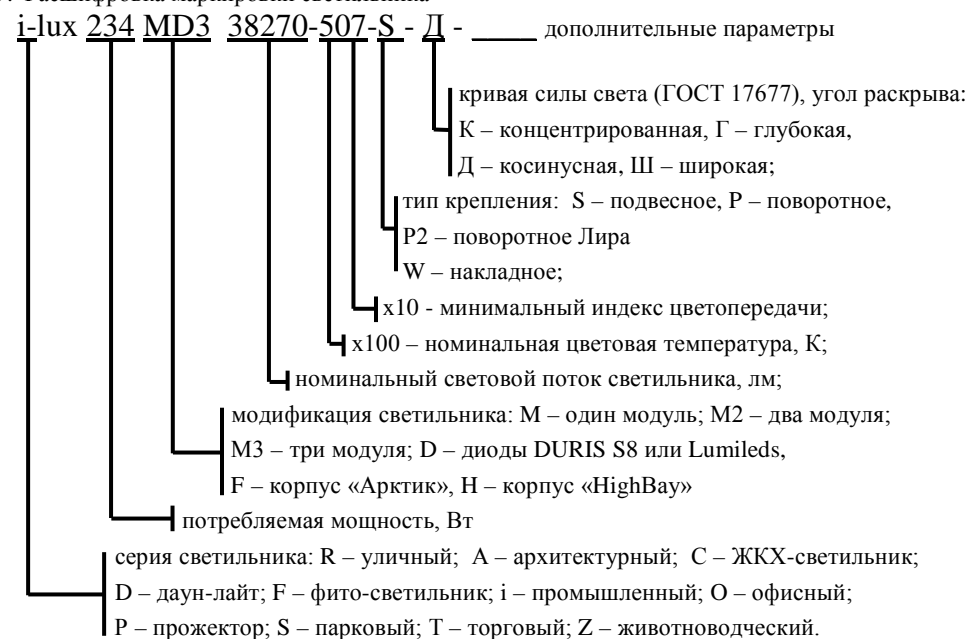 Расшифровка маркировки светильника
i-lux 234 MD3 38270-507-S - Д - _____ дополнительные параметры
кривая силы света (ГОСТ 17677), угол раскрыва:
К – концентрированная, Г – глубокая,
Д – косинусная, Ш – широкая;
тип крепления: S – подвесное, P – поворотное,
P2 – поворотное Лира
W – накладное;
x10 - минимальный индекс цветопередачи;
x100 – номинальная цветовая температура, К;
номинальный световой поток светильника, лм;
модификация светильника: M – один модуль; M2 – два модуля;
M3 – три модуля; D – диоды DURIS S8 или Lumileds,
F – корпус «Арктик», H – корпус «HighBay»
потребляемая мощность, Вт
серия светильника: R – уличный; A – архитектурный; C – ЖКХ-светильник;
D – даун-лайт; F – фито-светильник; i – промышленный; O – офисный;
P – прожектор; S – парковый; T – торговый; Z – животноводческий.